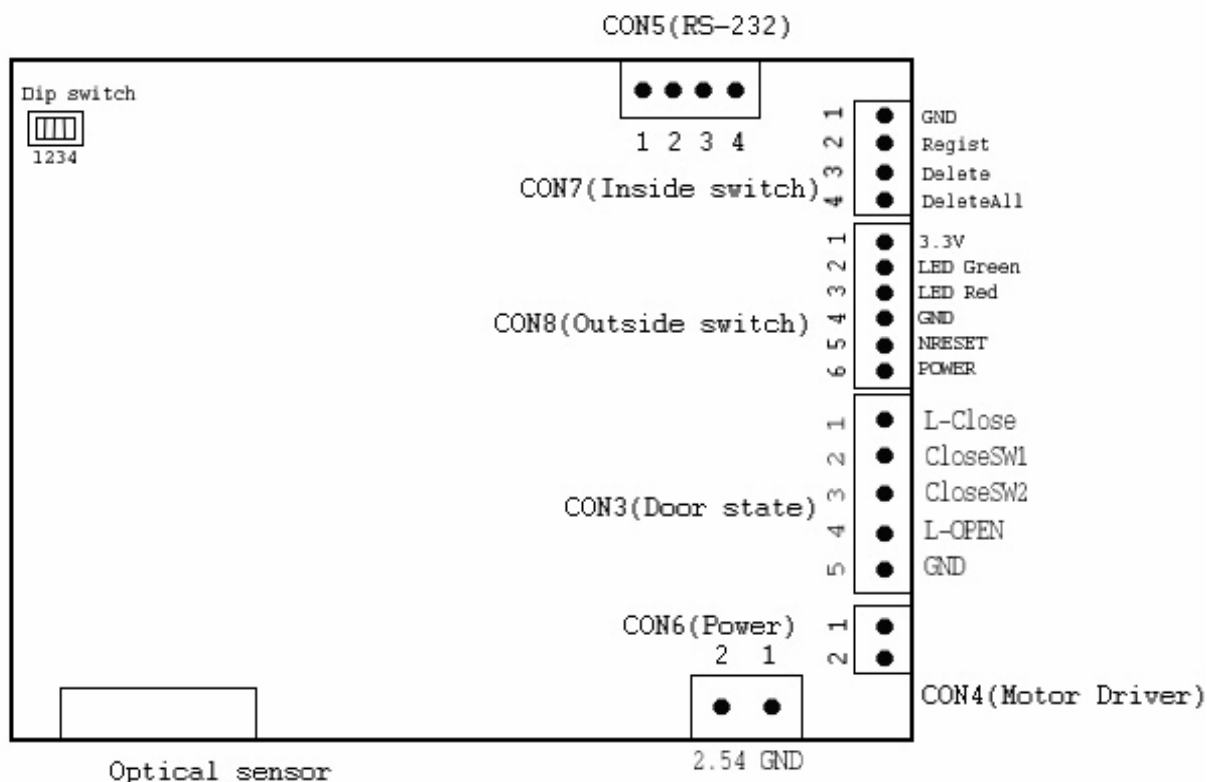 CON5(RS-232)
Dip switch
1234
1 2 3 4
CON7(Inside switch)
1 GND
2 Regist
3 Delete
4 DeleteAll
CON8(Outside switch)
1 3.3V
2 LED Green
3 LED Red
4 GND
5 NRESET
6 POWER
CON3(Door state)
1 L-Close
2 CloseSW1
3 CloseSW2
4 L-OPEN
5 GND
CON6(Power)
2 1
1
2
CON4(Motor Driver)
2.54 GND
Optical sensor